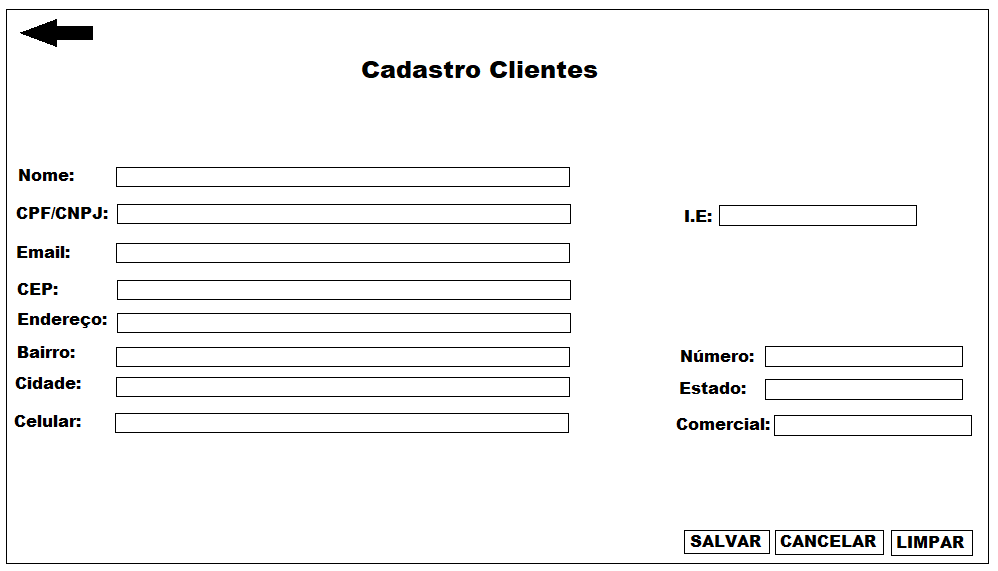 Cadastro Clientes
Nome:
CPF/CNPJ:
I.E:
Email:
CEP:
Endereço:
Bairro:
Número:
Cidade:
Estado:
Celular:
Comercial:
SALVAR
CANCELAR
LIMPAR